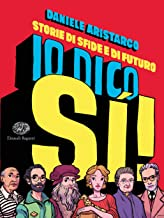 DANIELE ARISTARCO
STORIE DI SFIDE E DI FUTURO
IO DICO
SÌ!
Einaudi Ragazzi